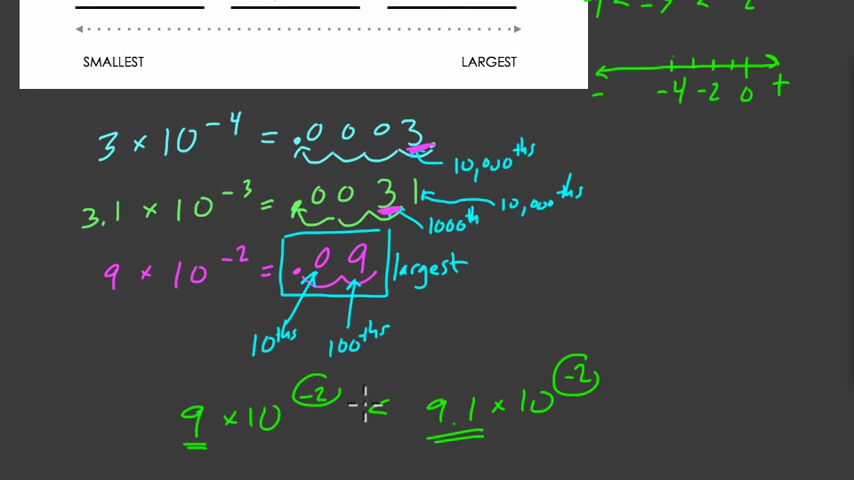 SMALLEST LARGEST
- -4 -2 0 +
3 × 10^-4 = .0003
10,000ths
3.1 × 10^-3 = .0031
10,000ths
1000th
9 × 10^-2 = .09 largest
10ths 100ths
9 × 10^-2 < 9.1 × 10^-2